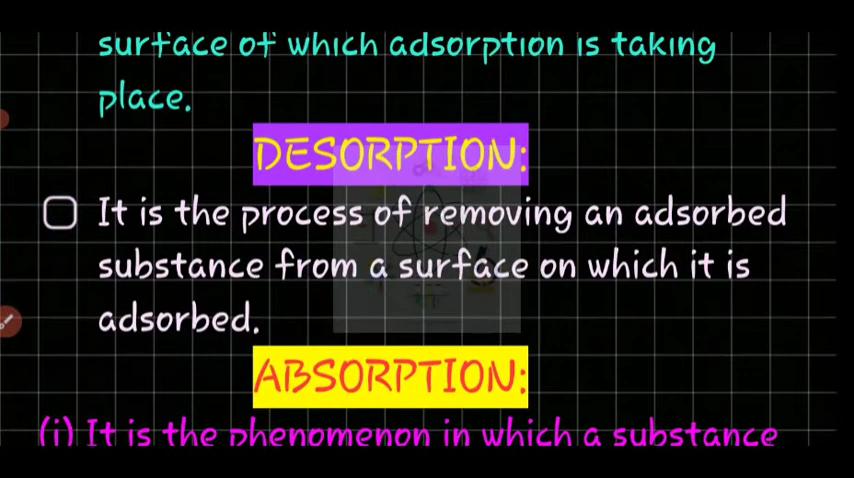 surface of which adsorption is taking
place.
DESORPTION:
It is the process of removing an adsorbed
substance from a surface on which it is
adsorbed.
ABSORPTION:
(i) It is the phenomenon in which a substance